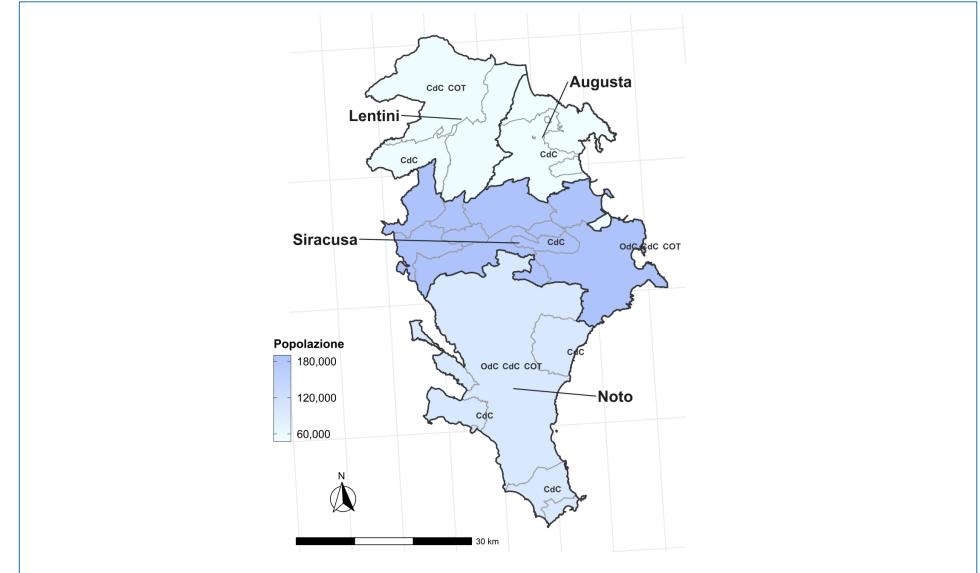 CdC COT
Augusta
Lentini
CdC
CdC
Siracusa
CdC
OdC CdC COT
Popolazione
180,000
120,000
60,000
CdC
OdC CdC COT
Noto
CdC
CdC
N
30 km